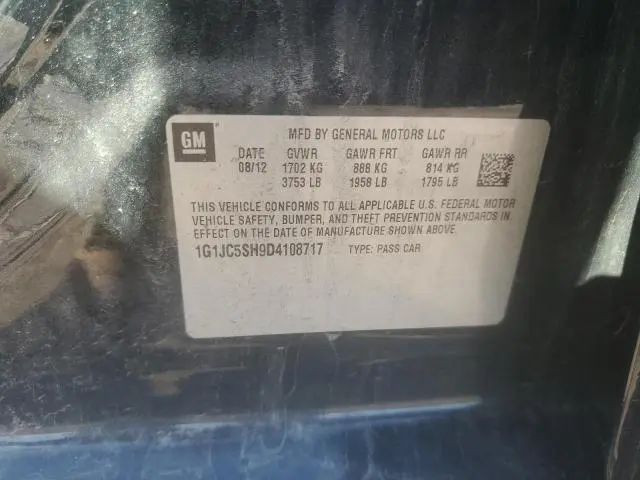 GM
MFD BY GENERAL MOTORS LLC
DATE GVWR GAWR FRT GAWR RR
08/12 1702 KG 888 KG 814 KG
3753 LB 1958 LB 1795 LB
THIS VEHICLE CONFORMS TO ALL APPLICABLE U.S. FEDERAL MOTOR
VEHICLE SAFETY, BUMPER, AND THEFT PREVENTION STANDARDS IN
EFFECT ON THE DATE OF MANUFACTURE SHOWN ABOVE.
1G1JC5SH9D4108717 TYPE: PASS CAR